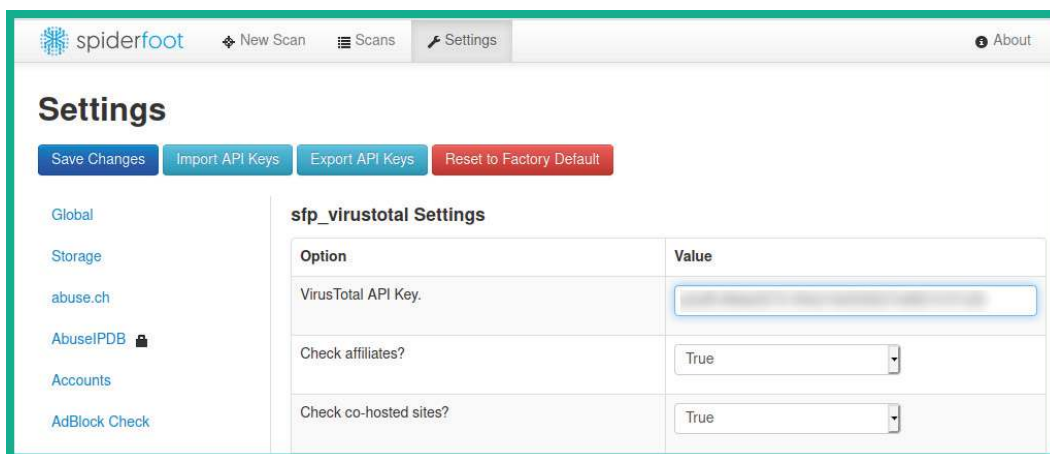 spiderfoot New Scan Scans Settings About
Settings
Save Changes Import API Keys Export API Keys Reset to Factory Default
Global
Storage
abuse.ch
AbuseIPDB
Accounts
AdBlock Check
sfp_virustotal Settings
Option Value
VirusTotal API Key.
Check affiliates? True
Check co-hosted sites? True